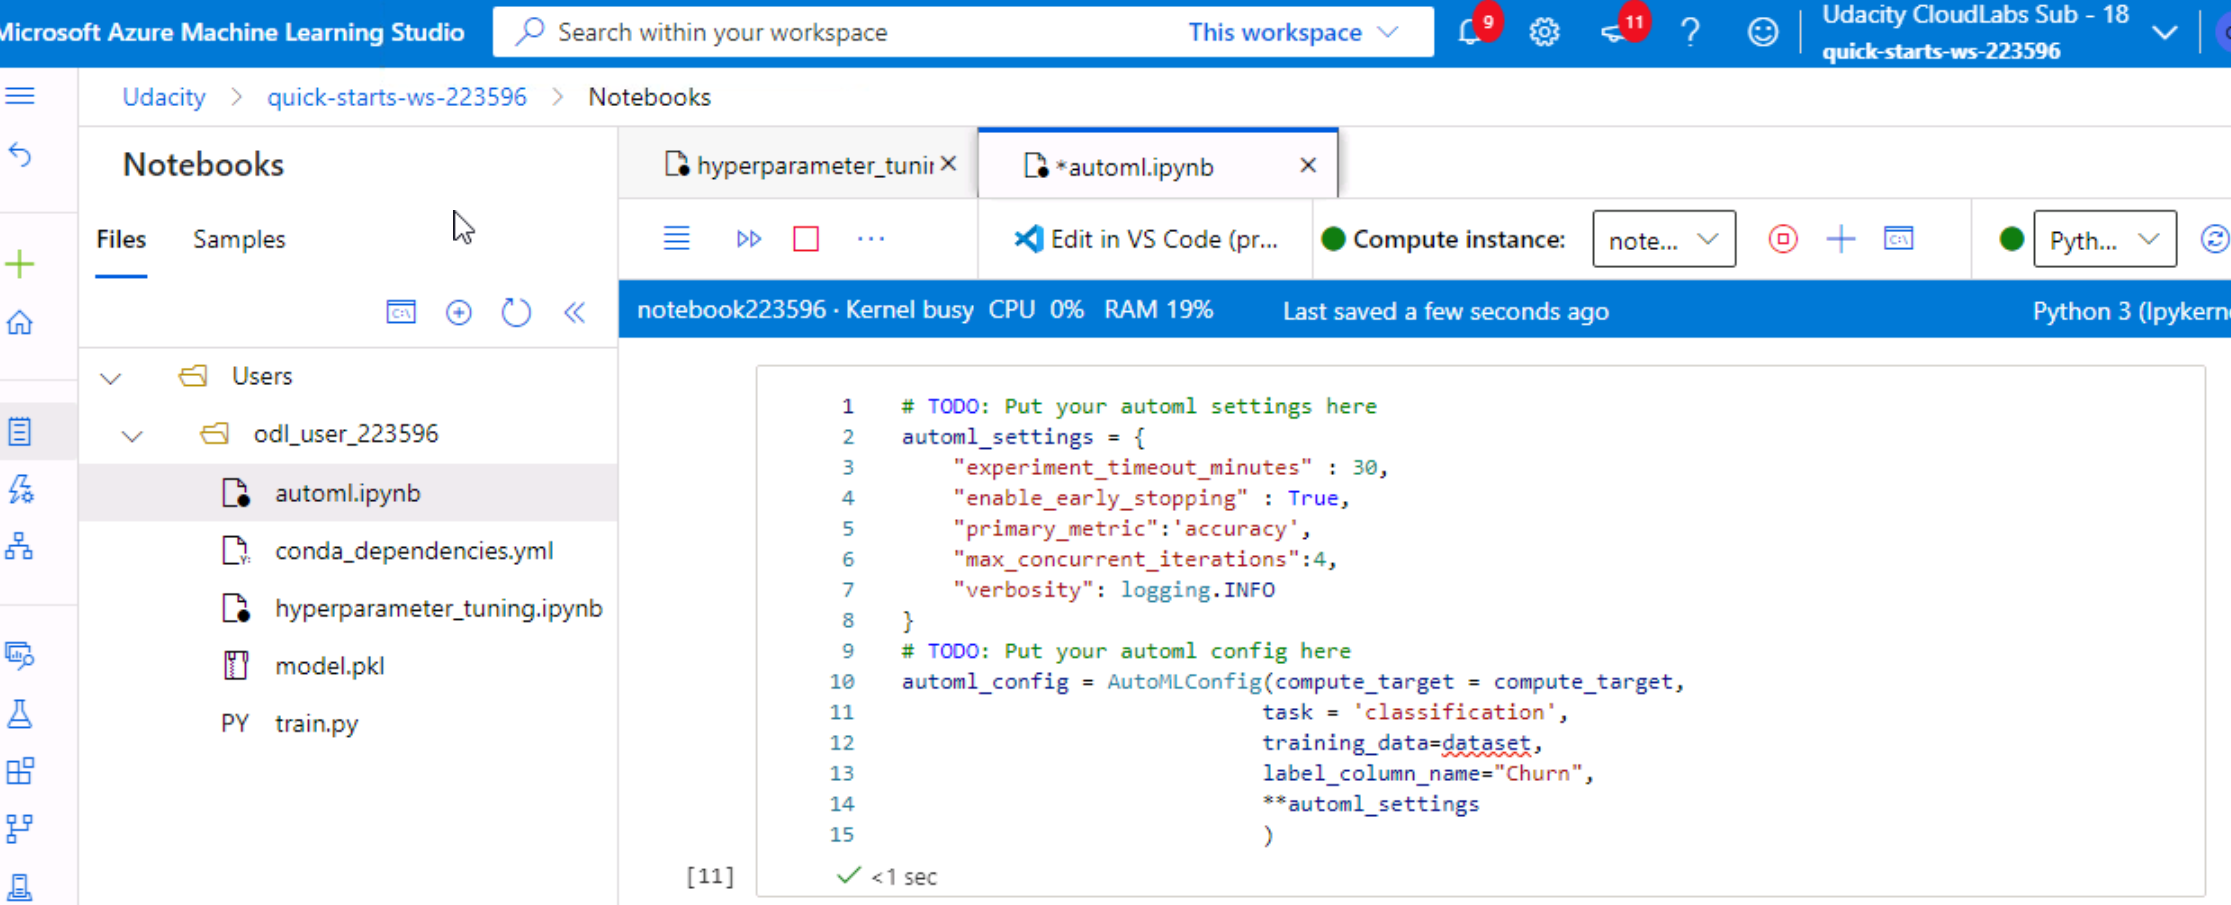 Microsoft Azure Machine Learning Studio
Search within your workspace
This workspace
9
11
?
Udacity CloudLabs Sub - 18
quick-starts-ws-223596
Udacity > quick-starts-ws-223596 > Notebooks
Notebooks
hyperparameter_tunin
*automl.ipynb
Files
Samples
...
Edit in VS Code (pr...
Compute instance:
note...
Pyth...
notebook223596 · Kernel busy CPU 0% RAM 19%
Last saved a few seconds ago
Python 3 (Ipykerne
Users
odl_user_223596
automl.ipynb
conda_dependencies.yml
hyperparameter_tuning.ipynb
model.pkl
PY train.py
1 # TODO: Put your automl settings here
2 automl_settings = {
3 "experiment_timeout_minutes" : 30,
4 "enable_early_stopping" : True,
5 "primary_metric":'accuracy',
6 "max_concurrent_iterations":4,
7 "verbosity": logging.INFO
8 }
9 # TODO: Put your automl config here
10 automl_config = AutoMLConfig(compute_target = compute_target,
11 task = 'classification',
12 training_data=dataset,
13 label_column_name="Churn",
14 **automl_settings
15 )
[11]
<1 sec